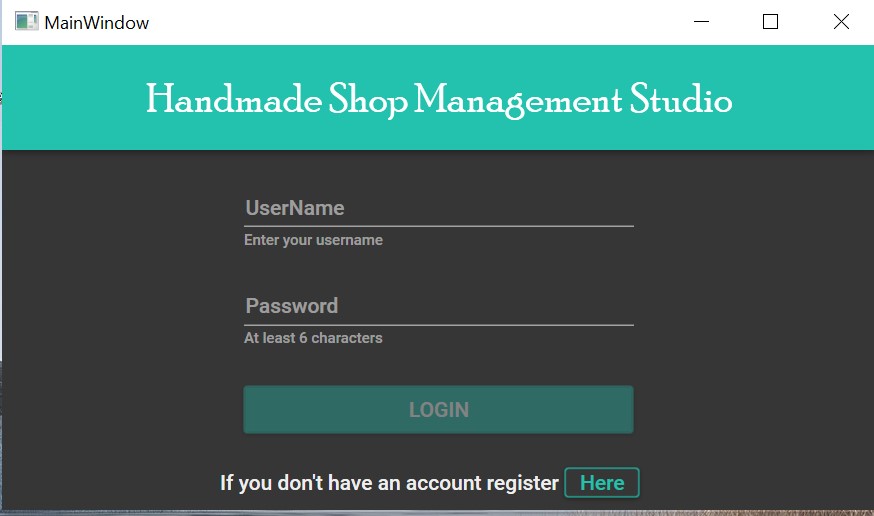 MainWindow
Handmade Shop Management Studio
UserName
Enter your username
Password
At least 6 characters
LOGIN
If you don't have an account register Here